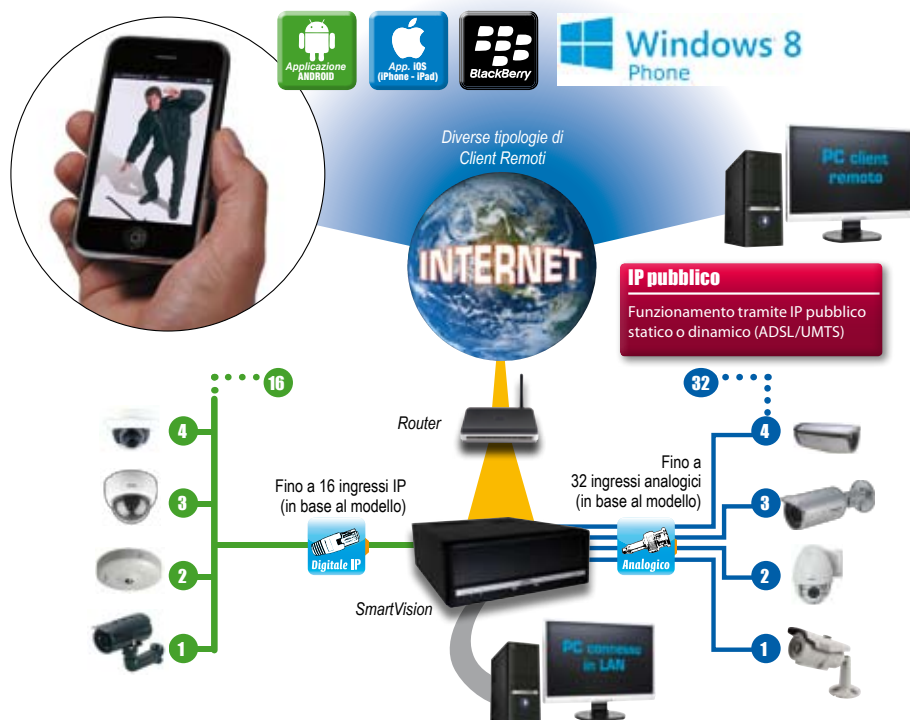 Applicazione
ANDROID
App. iOS
(iPhone - iPad)
BlackBerry
Windows 8
Phone
Diverse tipologie di
Client Remoti
PC client
remoto
INTERNET
IP pubblico
Funzionamento tramite IP pubblico
statico o dinamico (ADSL/UMTS)
16
32
4
Router
4
Fino a 16 ingressi IP
(in base al modello)
Fino a
32 ingressi analogici
(in base al modello)
3
3
Digitale IP
Analogico
2
2
SmartVision
1
1
PC connesso
in LAN